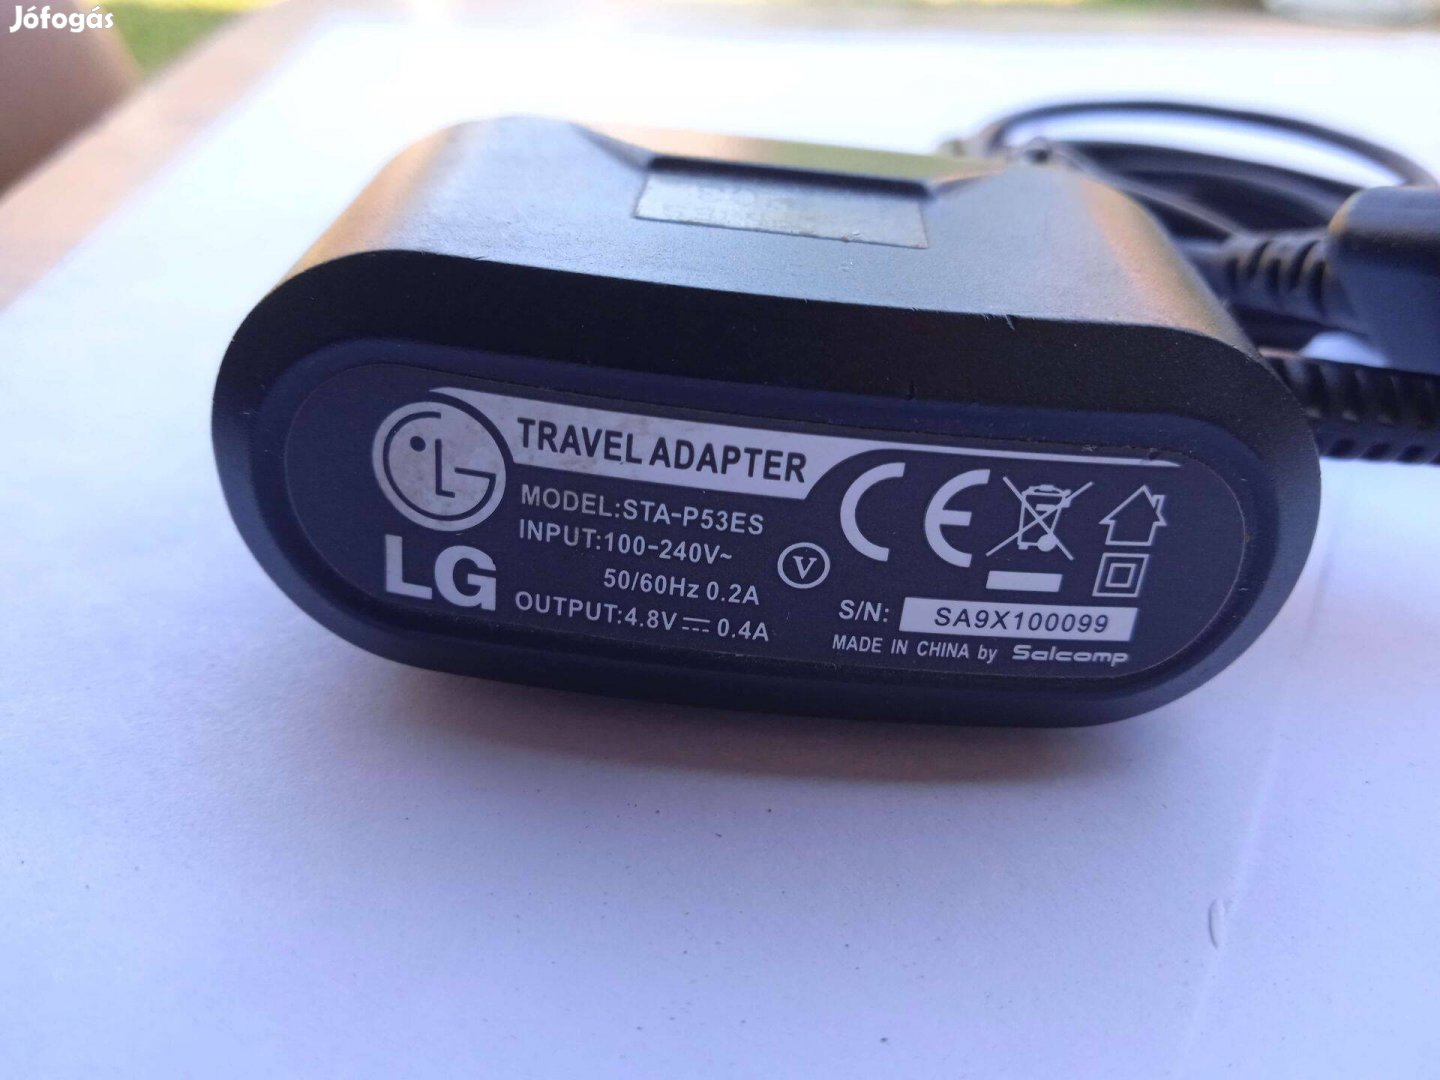 Jófogás
TRAVEL ADAPTER
MODEL:STA-P53ES
INPUT:100-240V~
50/60Hz 0.2A
OUTPUT:4.8V ⎓ 0.4A
LG
V
CE
S/N: SA9X100099
MADE IN CHINA by Salcomp